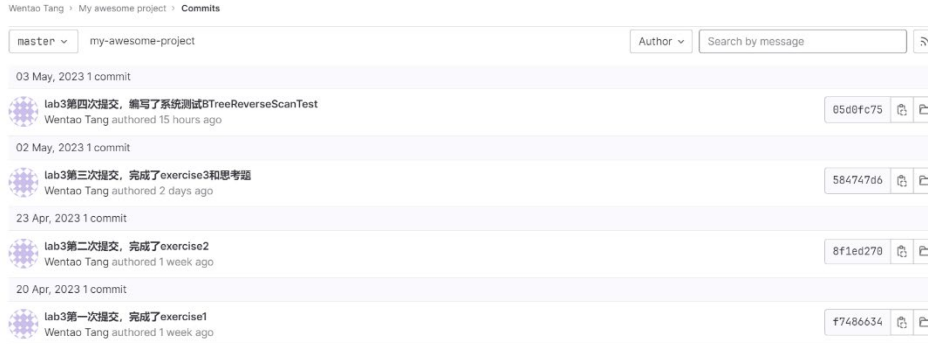 Wentao Tang > My awesome project > Commits
master my-awesome-project Author Search by message
03 May, 2023 1 commit
lab3第四次提交，编写了系统测试BTreeReverseScanTest
Wentao Tang authored 15 hours ago
05d0fc75
02 May, 2023 1 commit
lab3第三次提交，完成了exercise3和思考题
Wentao Tang authored 2 days ago
584747d6
23 Apr, 2023 1 commit
lab3第二次提交，完成了exercise2
Wentao Tang authored 1 week ago
8f1ed270
20 Apr, 2023 1 commit
lab3第一次提交，完成了exercise1
Wentao Tang authored 1 week ago
f7486634